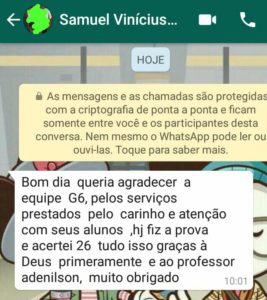 Samuel Vinícius...
HOJE
As mensagens e as chamadas são protegidas
com a criptografia de ponta a ponta e ficam
somente entre você e os participantes desta
conversa. Nem mesmo o WhatsApp pode ler ou
ouvi-las. Toque para saber mais.
Bom dia queria agradecer a
equipe G6, pelos serviços
prestados pelo carinho e atenção
com seus alunos ,hj fiz a prova
e acertei 26 tudo isso graças à
Deus primeramente e ao professor
adenilson, muito obrigado
10:01